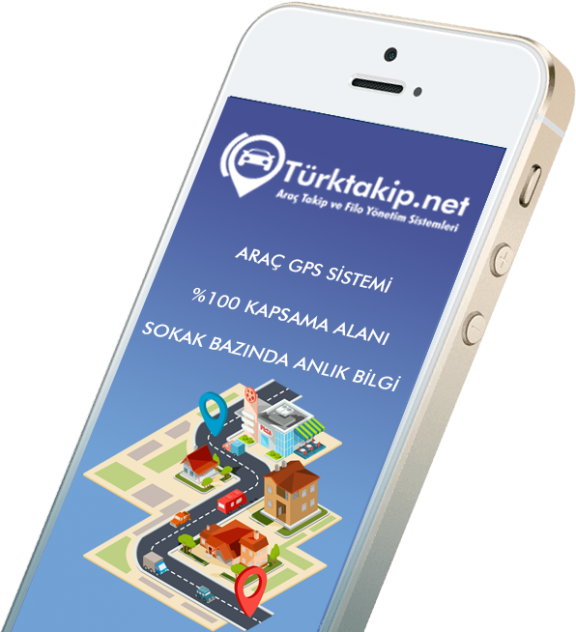 Türktakip.net
Araç Takip ve Filo Yönetim Sistemleri
ARAÇ GPS SİSTEMİ
%100 KAPSAMA ALANI
SOKAK BAZINDA ANLIK BİLGİ
PIZZA